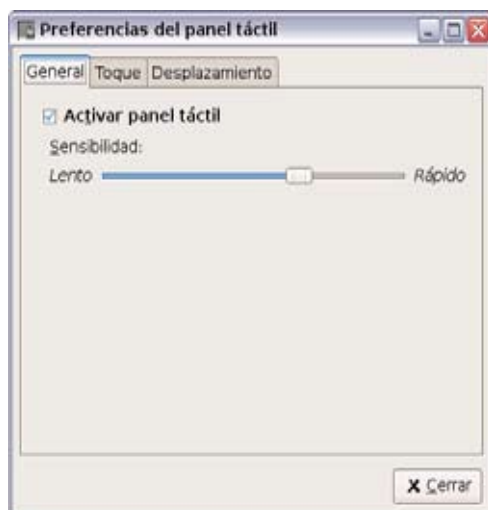 Preferencias del panel táctil
General Toque Desplazamiento
Activar panel táctil
Sensibilidad:
Lento Rápido
X Cerrar